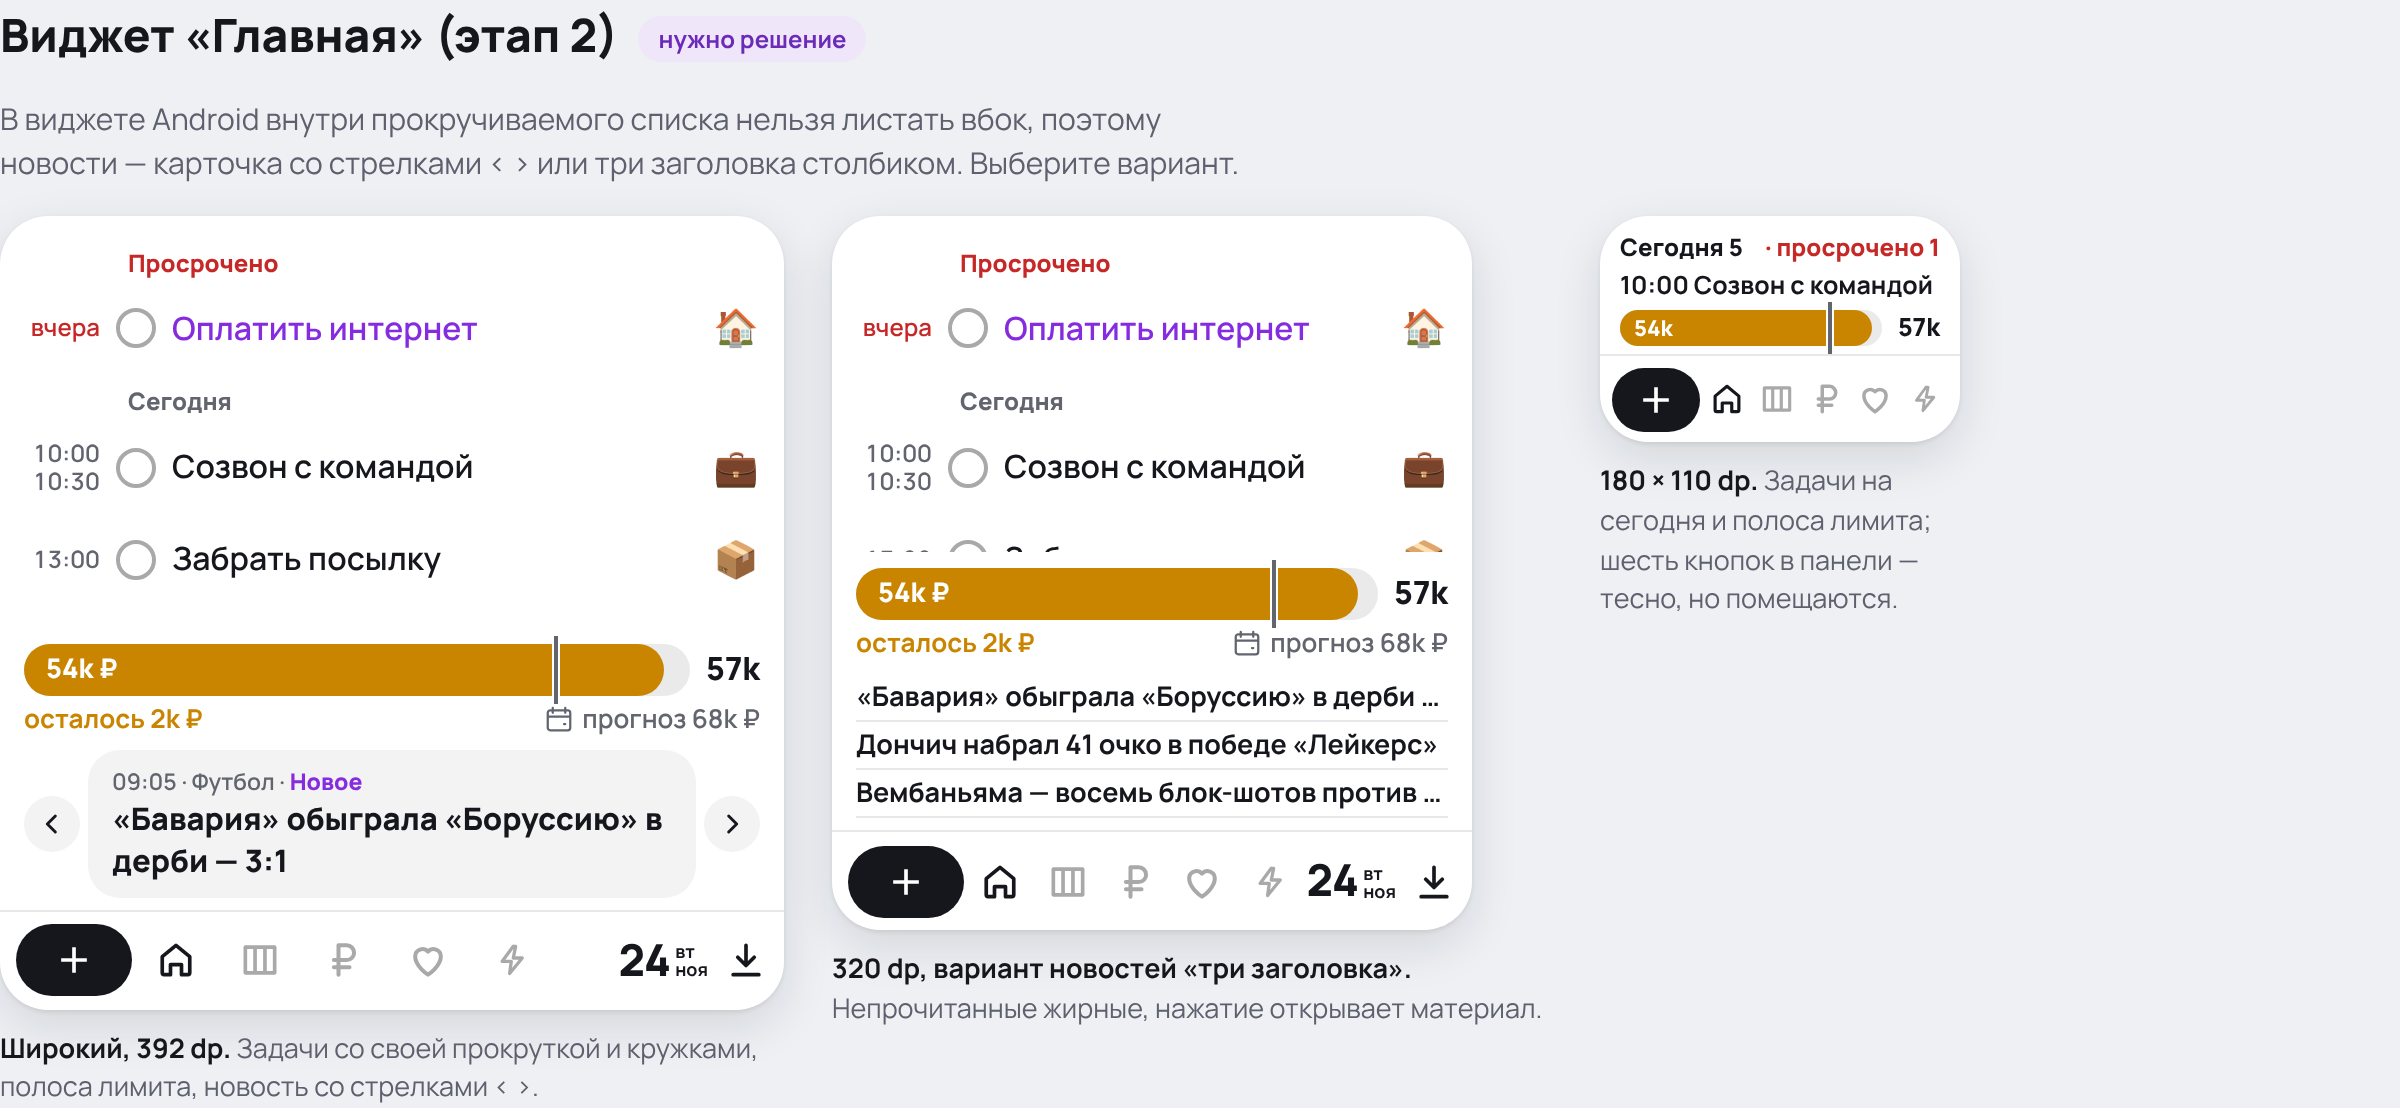 Виджет «Главная» (этап 2)
нужно решение
В виджете Android внутри прокручиваемого списка нельзя листать вбок, поэтому
новости — карточка со стрелками ‹ › или три заголовка столбиком. Выберите вариант.
Просрочено
вчера Оплатить интернет
Сегодня
10:00
10:30 Созвон с командой
13:00 Забрать посылку
54k ₽ 57k
осталось 2k ₽ прогноз 68k ₽
09:05 · Футбол · Новое
«Бавария» обыграла «Боруссию» в
дерби — 3:1
24 вт
ноя
Широкий, 392 dp. Задачи со своей прокруткой и кружками,
полоса лимита, новость со стрелками ‹ ›.
Просрочено
вчера Оплатить интернет
Сегодня
10:00
10:30 Созвон с командой
54k ₽ 57k
осталось 2k ₽ прогноз 68k ₽
«Бавария» обыграла «Боруссию» в дерби ...
Дончич набрал 41 очко в победе «Лейкерс»
Вембаньяма — восемь блок-шотов против ...
24 вт
ноя
320 dp, вариант новостей «три заголовка».
Непрочитанные жирные, нажатие открывает материал.
Сегодня 5 · просрочено 1
10:00 Созвон с командой
54k 57k
180 × 110 dp. Задачи на
сегодня и полоса лимита;
шесть кнопок в панели —
тесно, но помещаются.